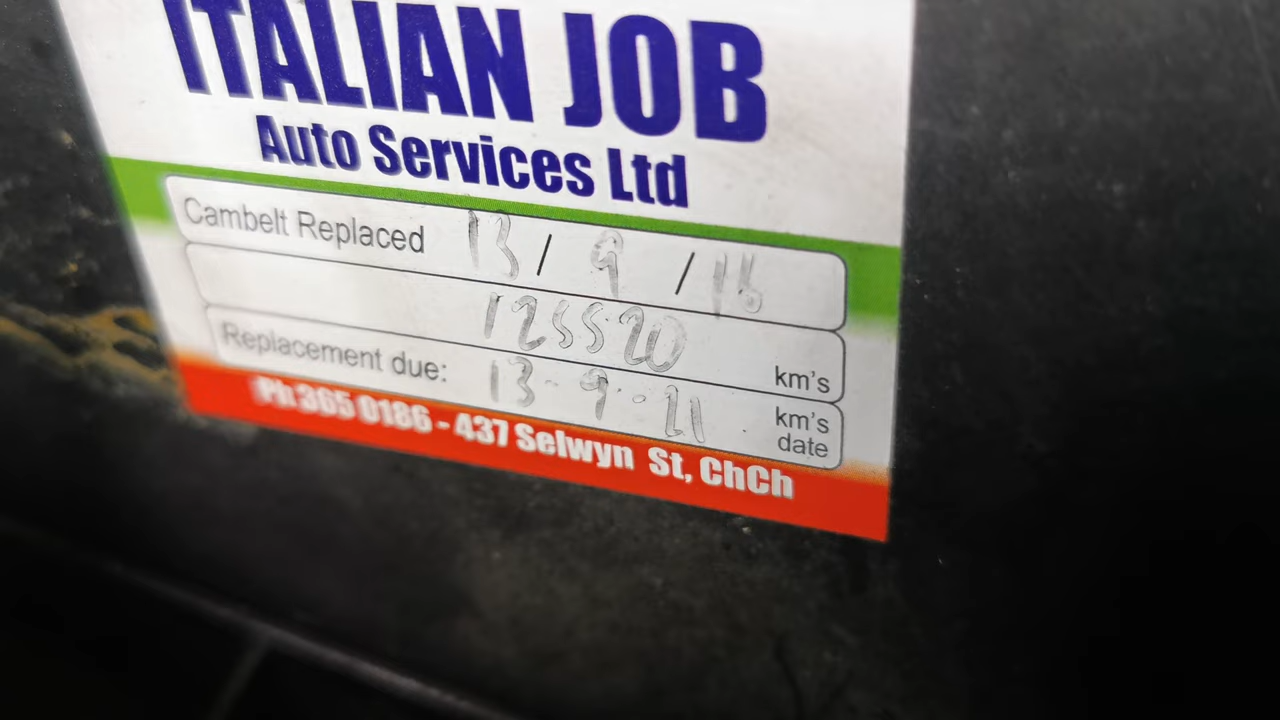 ITALIAN JOB
Auto Services Ltd
Cambelt Replaced 13 / 9 / 16
125520 km's
Replacement due: 13-9-21 km's date
Ph 365 0186 - 437 Selwyn St, ChCh